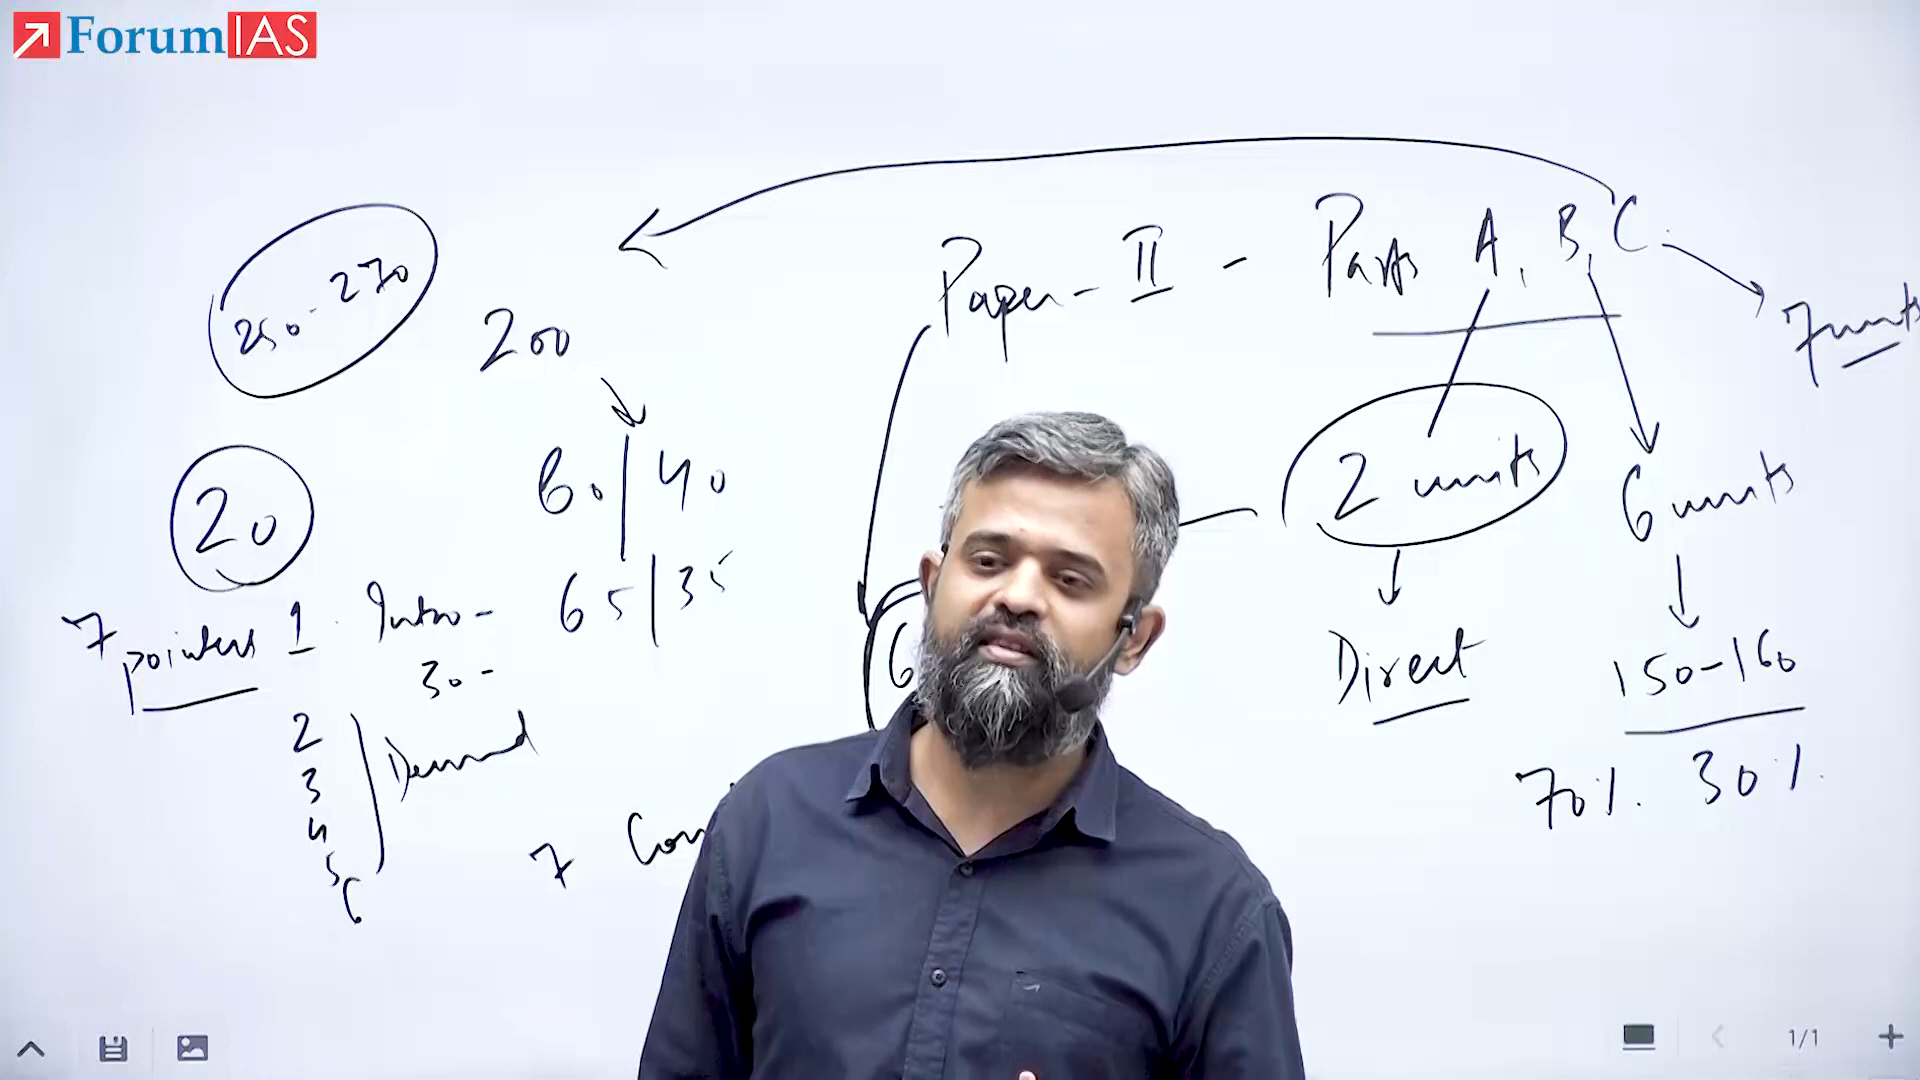 ForumIAS
Paper - II - Parts A, B, C.
7 units
250 - 270
200
60 | 40
65 | 35
20
7 pointers
1. Intro -
30 -
2
3
4
5
6
Demand
7
6
2 units
Direct
6 units
150-160
70%. 30%.
1/1